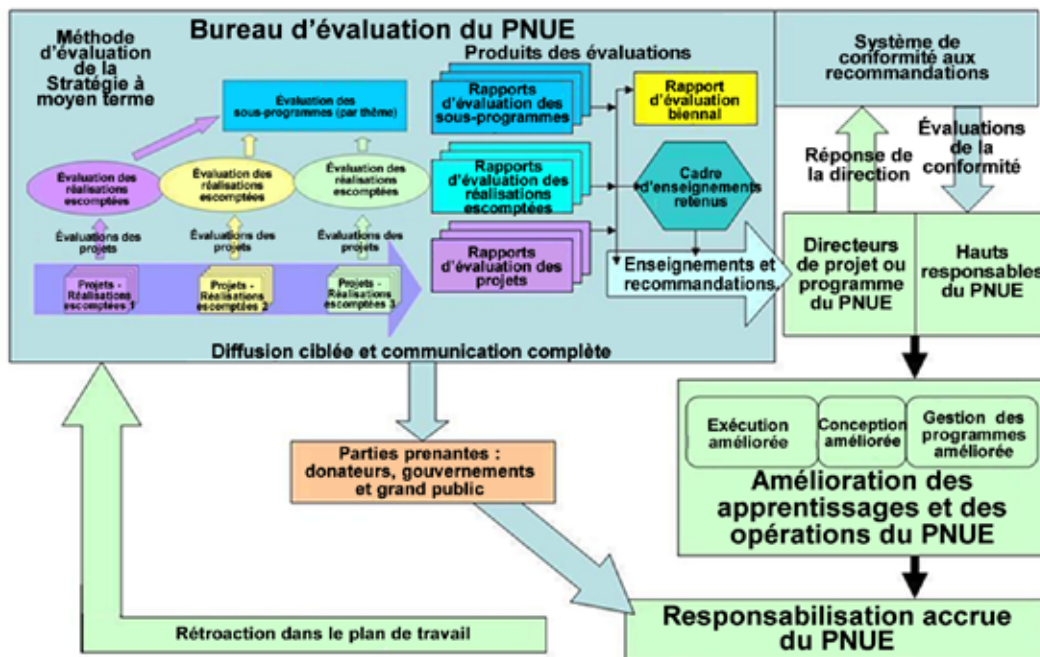 Bureau d'évaluation du PNUE
Méthode
d'évaluation
de la
Stratégie à
moyen terme
Évaluation des
sous-programmes (par thème)
Évaluation des
réalisations
escomptées
Évaluation des
réalisations
escomptées
Évaluation des
réalisations
escomptées
Évaluations des
projets
Évaluations des
projets
Évaluations des
projets
Projets -
Réalisations
escomptées 1
Projets -
Réalisations
escomptées 2
Projets -
Réalisations
escomptées 3
Produits des évaluations
Rapports
d'évaluation des
sous-programmes
Rapports
d'évaluation des
réalisations
escomptées
Rapports
d'évaluation des
projets
Rapport
d'évaluation
biennal
Cadre
d'enseignements
retenus
Enseignements et
recommandations
Diffusion ciblée et communication complète
Système de
conformité aux
recommandations
Réponse de
la direction
Évaluations
de la
conformité
Directeurs
de projet ou
programme
du PNUE
Hauts
responsables
du PNUE
Exécution
améliorée
Conception
améliorée
Gestion des
programmes
améliorée
Amélioration des
apprentissages et des
opérations du PNUE
Parties prenantes :
donateurs, gouvernements
et grand public
Responsabilisation accrue
du PNUE
Rétroaction dans le plan de travail